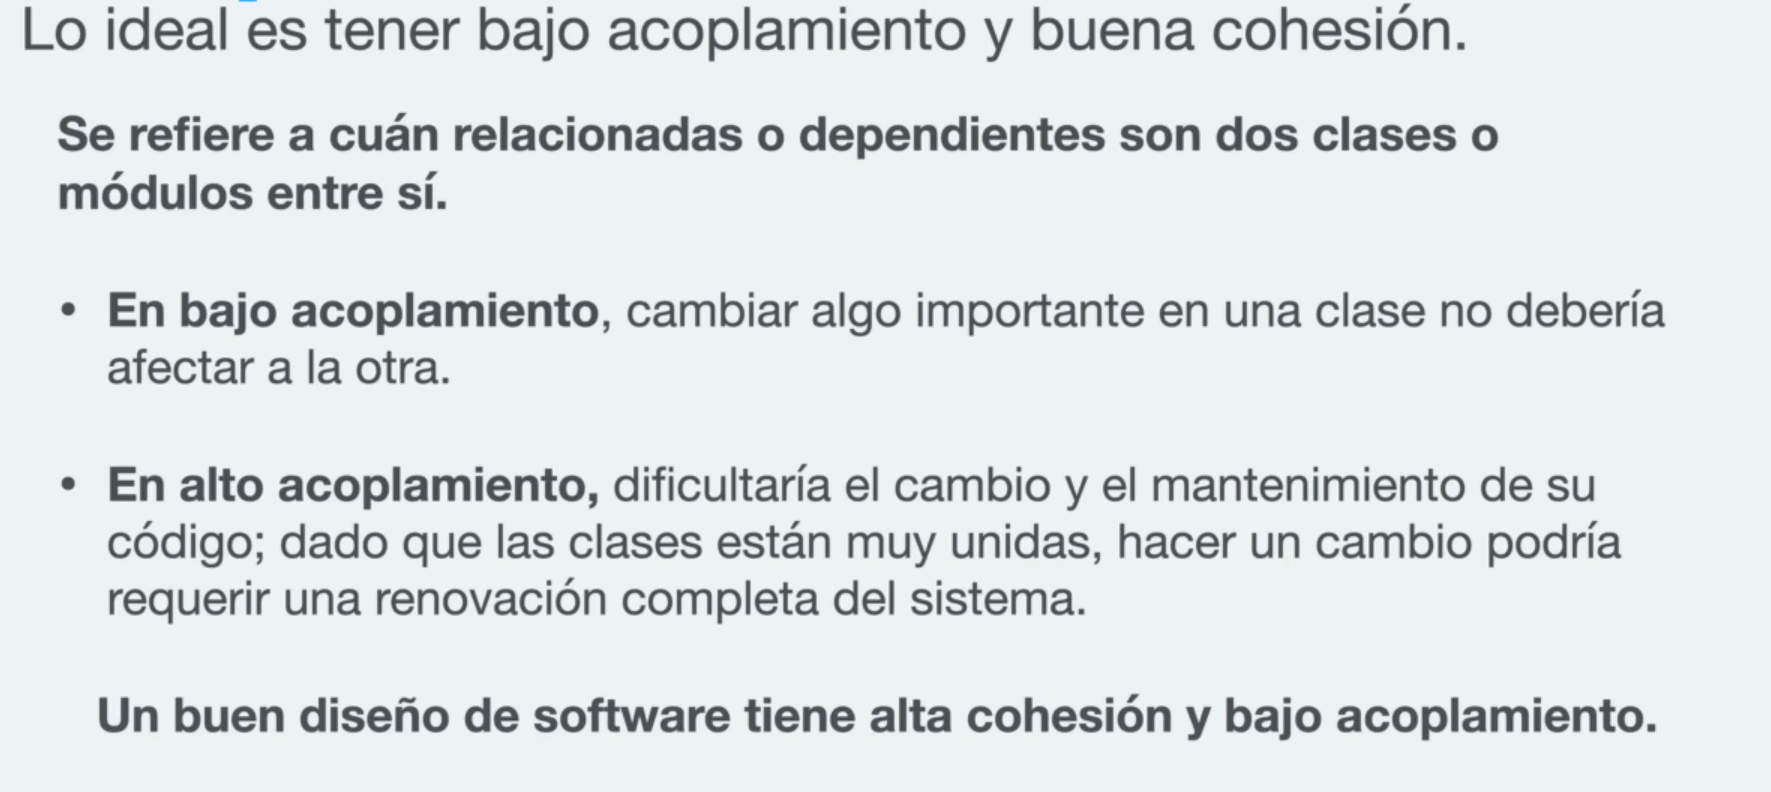 Lo ideal es tener bajo acoplamiento y buena cohesión.
Se refiere a cuán relacionadas o dependientes son dos clases o
módulos entre sí.
• En bajo acoplamiento, cambiar algo importante en una clase no debería
afectar a la otra.
• En alto acoplamiento, dificultaría el cambio y el mantenimiento de su
código; dado que las clases están muy unidas, hacer un cambio podría
requerir una renovación completa del sistema.
Un buen diseño de software tiene alta cohesión y bajo acoplamiento.